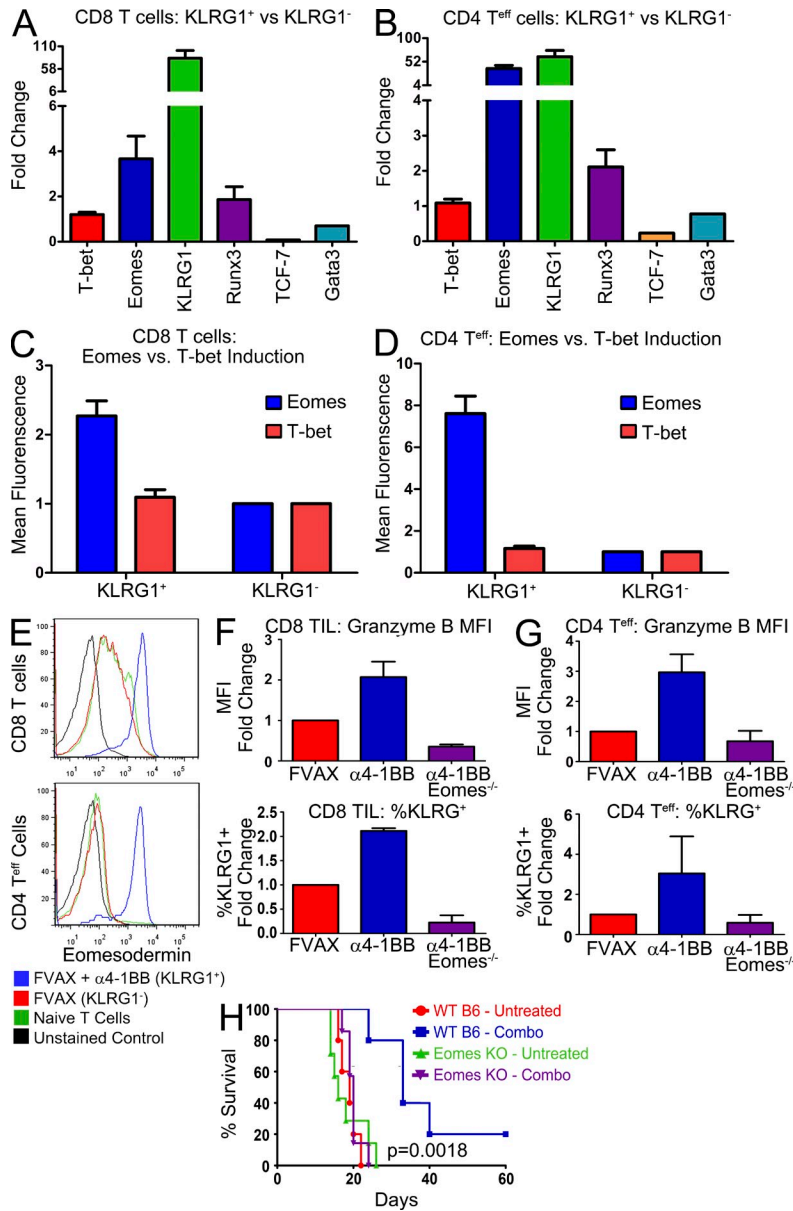 A
CD8 T cells: KLRG1⁺ vs KLRG1⁻
Fold Change
110
58
6
6
4
2
0
T-bet
Eomes
KLRG1
Runx3
TCF-7
Gata3
B
CD4 Tᵉᶠᶠ cells: KLRG1⁺ vs KLRG1⁻
Fold Change
100
52
4
4
3
2
1
0
T-bet
Eomes
KLRG1
Runx3
TCF-7
Gata3
C
CD8 T cells:
Eomes vs. T-bet Induction
Mean Fluorescence
3
2
1
0
Eomes
T-bet
KLRG1⁺
KLRG1⁻
D
CD4 Tᵉᶠᶠ: Eomes vs. T-bet Induction
Mean Fluorescence
10
8
6
4
2
0
Eomes
T-bet
KLRG1⁺
KLRG1⁻
E
CD8 T cells
100
80
60
40
20
10¹ 10² 10³ 10⁴ 10⁵
CD4 Tᵉᶠᶠ Cells
100
80
60
40
20
10¹ 10² 10³ 10⁴ 10⁵
Eomesodermin
FVAX + α4-1BB (KLRG1⁺)
FVAX (KLRG1⁻)
Naive T Cells
Unstained Control
F
CD8 TIL: Granzyme B MFI
MFI
Fold Change
3
2
1
0
FVAX
α4-1BB
α4-1BB
Eomes⁻/⁻
CD8 TIL: %KLRG⁺
%KLRG1+
Fold Change
2.5
2.0
1.5
1.0
0.5
0.0
FVAX
α4-1BB
α4-1BB
Eomes⁻/⁻
G
CD4 Tᵉᶠᶠ: Granzyme B MFI
MFI
Fold Change
4
3
2
1
0
FVAX
α4-1BB
α4-1BB
Eomes⁻/⁻
CD4 Tᵉᶠᶠ: %KLRG⁺
%KLRG1+
Fold Change
6
4
2
0
FVAX
α4-1BB
α4-1BB
Eomes⁻/⁻
H
% Survival
100
80
60
40
20
0
WT B6 - Untreated
WT B6 - Combo
Eomes KO - Untreated
Eomes KO - Combo
p=0.0018
0 20 40 60
Days